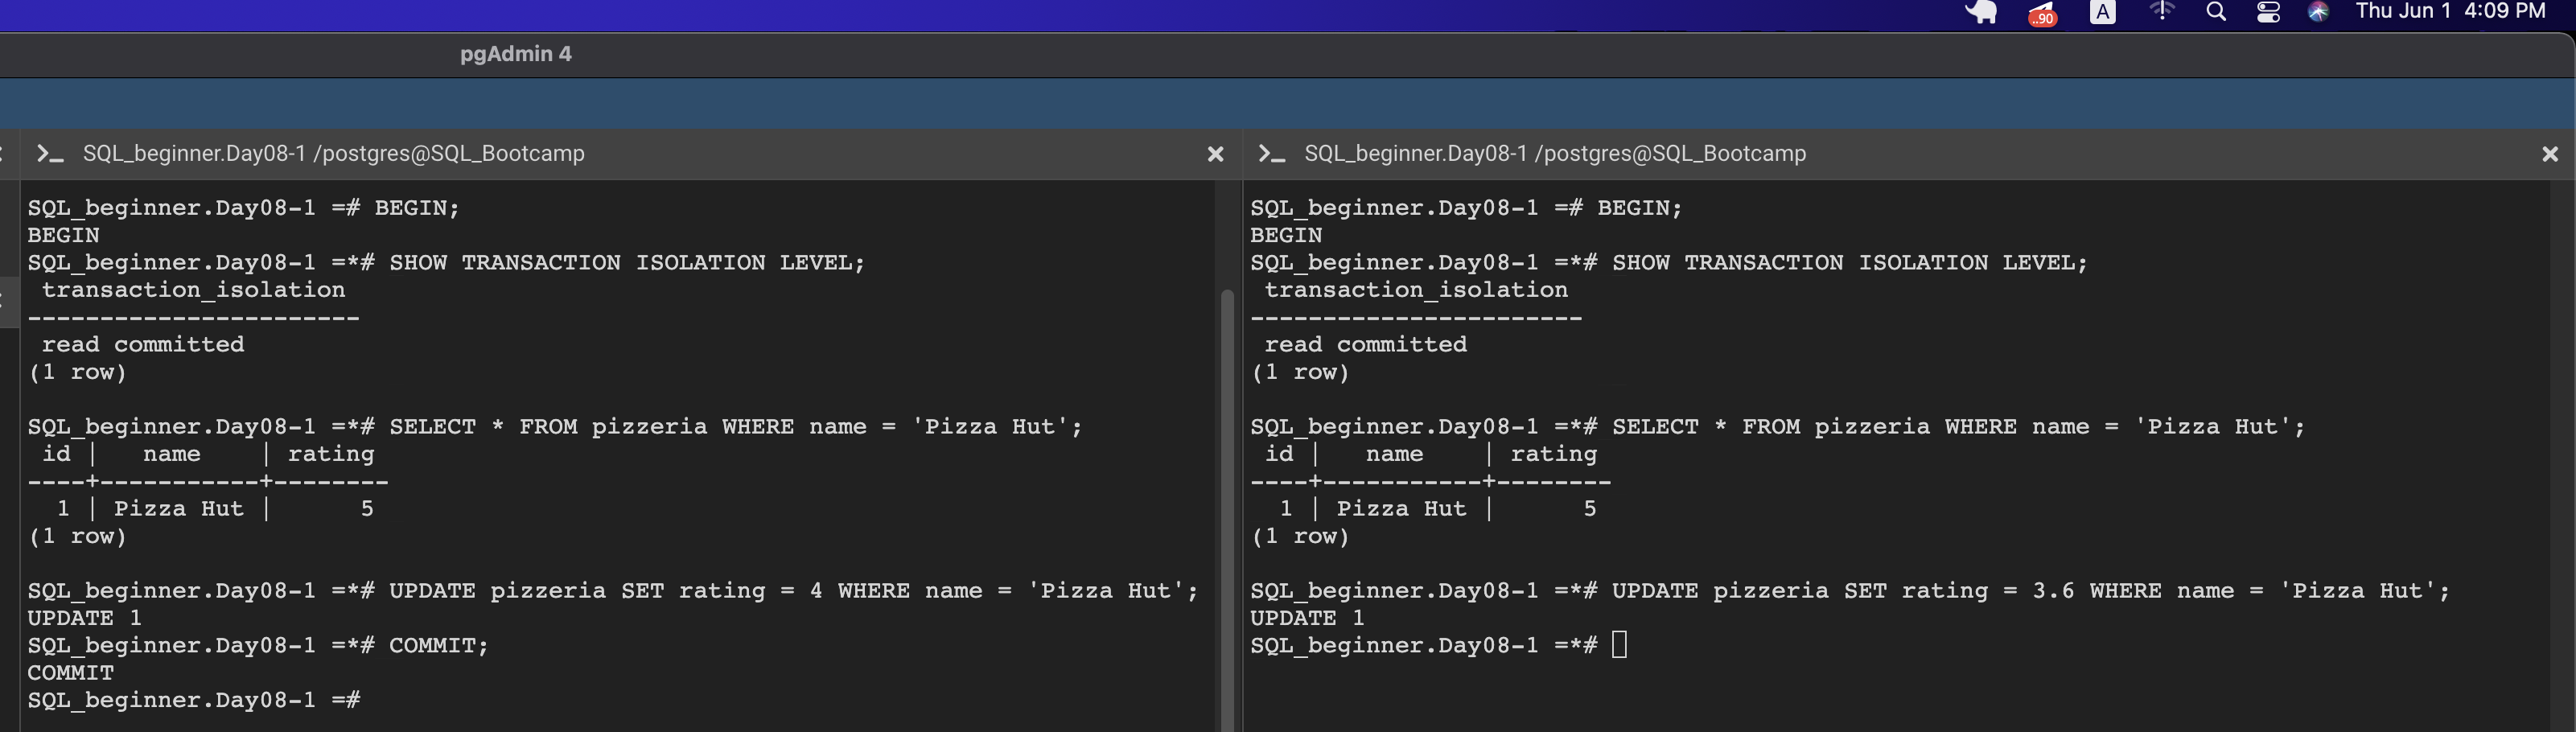 ..90
A
Thu Jun 1 4:09 PM
pgAdmin 4
SQL_beginner.Day08-1 /postgres@SQL_Bootcamp
SQL_beginner.Day08-1 =# BEGIN;
BEGIN
SQL_beginner.Day08-1 =*# SHOW TRANSACTION ISOLATION LEVEL;
 transaction_isolation
-----------------------
 read committed
(1 row)
SQL_beginner.Day08-1 =*# SELECT * FROM pizzeria WHERE name = 'Pizza Hut';
 id |   name    | rating
----+-----------+--------
  1 | Pizza Hut |      5
(1 row)
SQL_beginner.Day08-1 =*# UPDATE pizzeria SET rating = 4 WHERE name = 'Pizza Hut';
UPDATE 1
SQL_beginner.Day08-1 =*# COMMIT;
COMMIT
SQL_beginner.Day08-1 =#
SQL_beginner.Day08-1 /postgres@SQL_Bootcamp
SQL_beginner.Day08-1 =# BEGIN;
BEGIN
SQL_beginner.Day08-1 =*# SHOW TRANSACTION ISOLATION LEVEL;
 transaction_isolation
-----------------------
 read committed
(1 row)
SQL_beginner.Day08-1 =*# SELECT * FROM pizzeria WHERE name = 'Pizza Hut';
 id |   name    | rating
----+-----------+--------
  1 | Pizza Hut |      5
(1 row)
SQL_beginner.Day08-1 =*# UPDATE pizzeria SET rating = 3.6 WHERE name = 'Pizza Hut';
UPDATE 1
SQL_beginner.Day08-1 =*#